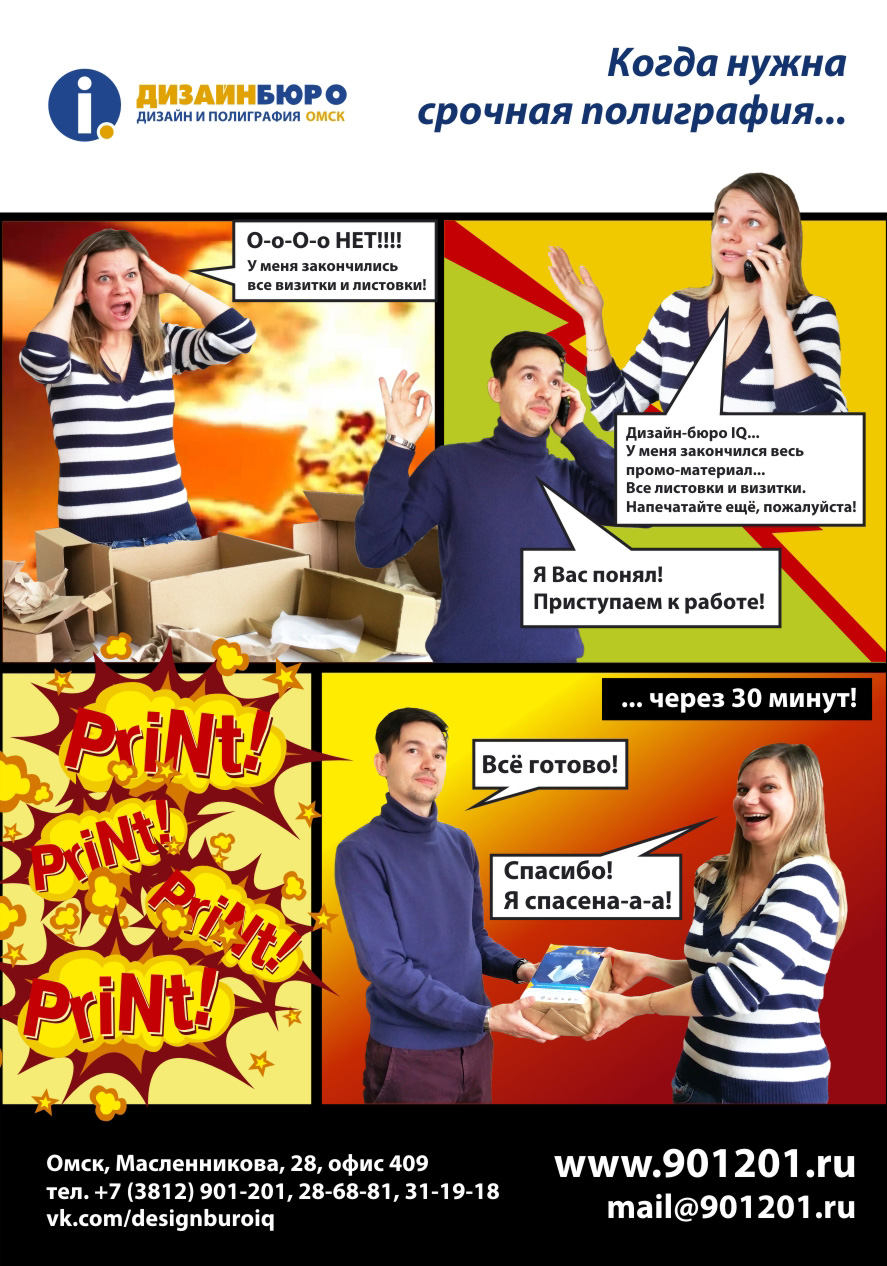 ДИЗАЙНБЮРО
ДИЗАЙН И ПОЛИГРАФИЯ ОМСК
Когда нужна
срочная полиграфия...
О-о-О-о НЕТ!!!!
У меня закончились
все визитки и листовки!
Дизайн-бюро IQ...
У меня закончился весь
промо-материал...
Все листовки и визитки.
Напечатайте ещё, пожалуйста!
Я Вас понял!
Приступаем к работе!
PriNt!
PriNt!
PriNt!
PriNt!
... через 30 минут!
Всё готово!
Спасибо!
Я спасена-а-а!
Омск, Масленникова, 28, офис 409
тел. +7 (3812) 901-201, 28-68-81, 31-19-18
vk.com/designburoiq
www.901201.ru
mail@901201.ru